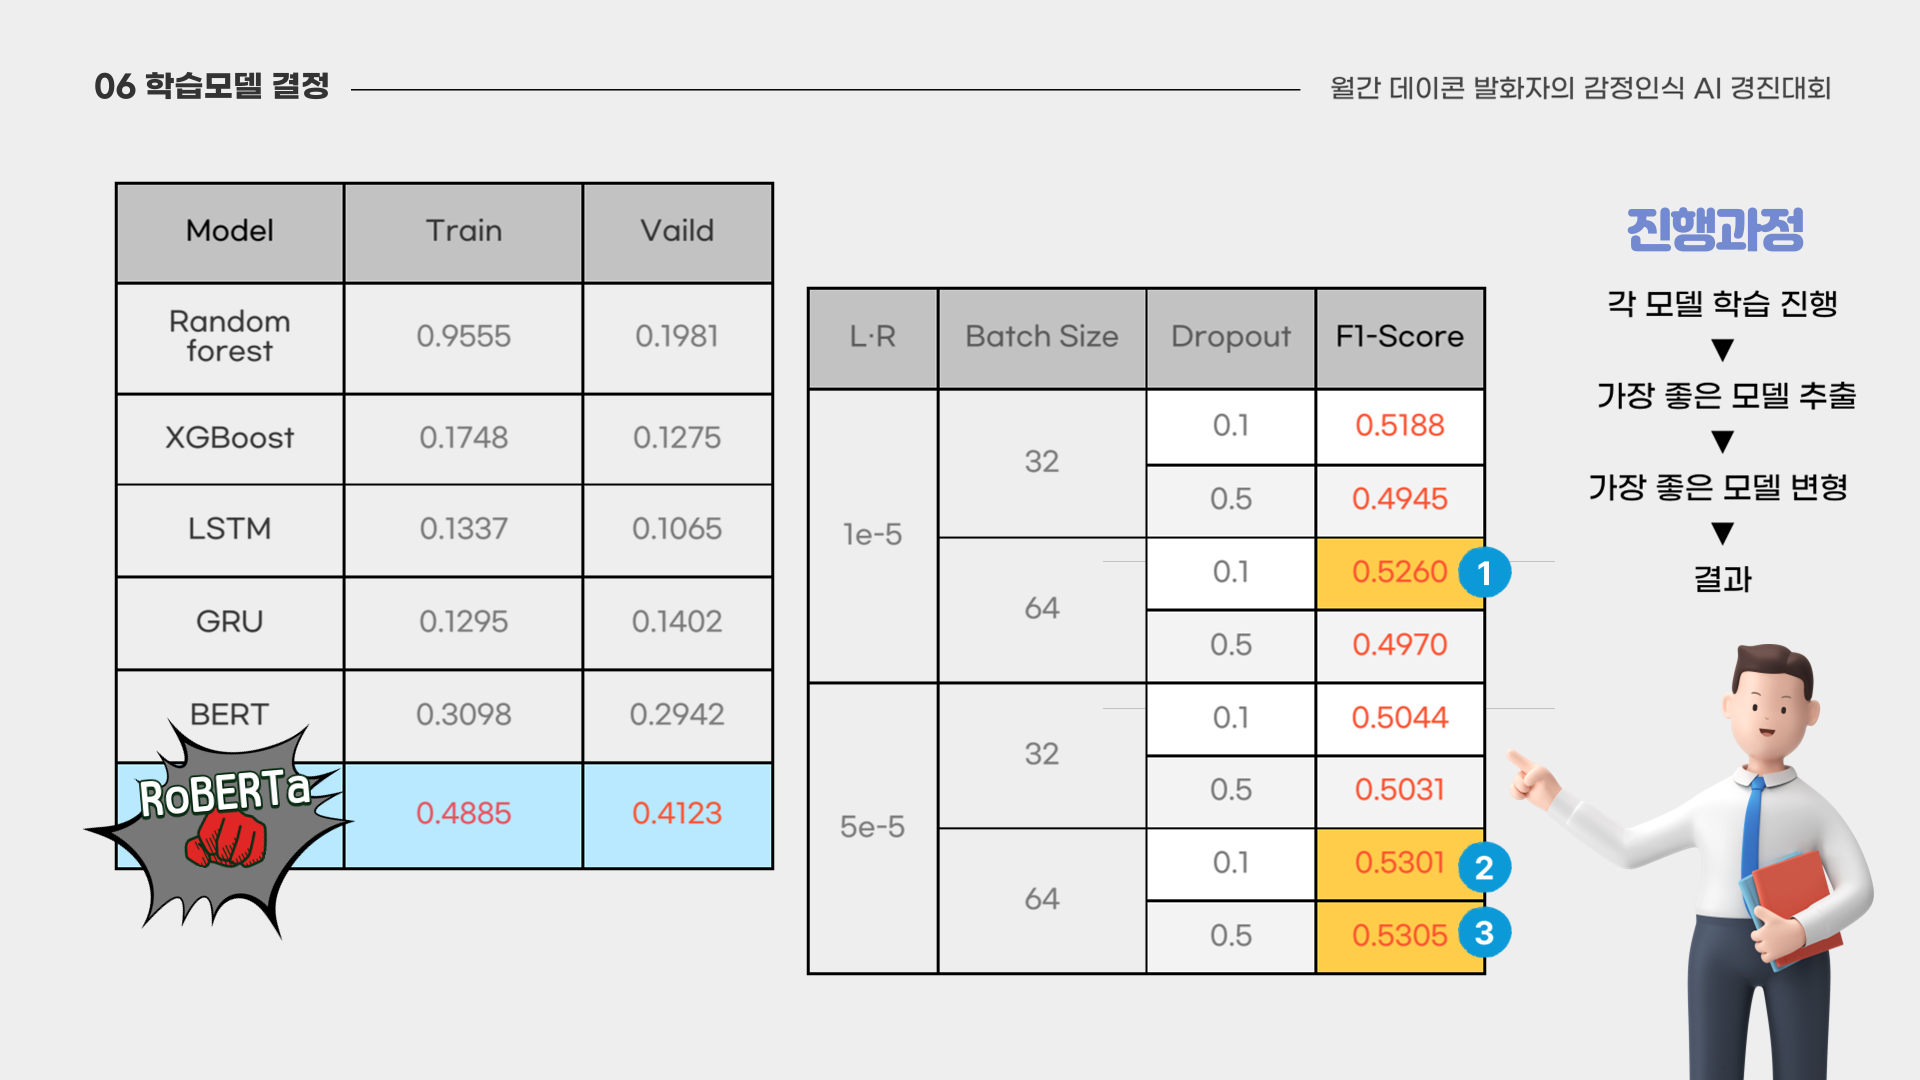 06 학습모델 결정
월간 데이콘 발화자의 감정인식 AI 경진대회
Model Train Vaild
Random forest 0.9555 0.1981
XGBoost 0.1748 0.1275
LSTM 0.1337 0.1065
GRU 0.1295 0.1402
BERT 0.3098 0.2942
RoBERTa 0.4885 0.4123
L·R Batch Size Dropout F1-Score
1e-5 32 0.1 0.5188
0.5 0.4945
64 0.1 0.5260 1
0.5 0.4970
5e-5 32 0.1 0.5044
0.5 0.5031
64 0.1 0.5301 2
0.5 0.5305 3
진행과정
각 모델 학습 진행
▼
가장 좋은 모델 추출
▼
가장 좋은 모델 변형
▼
결과